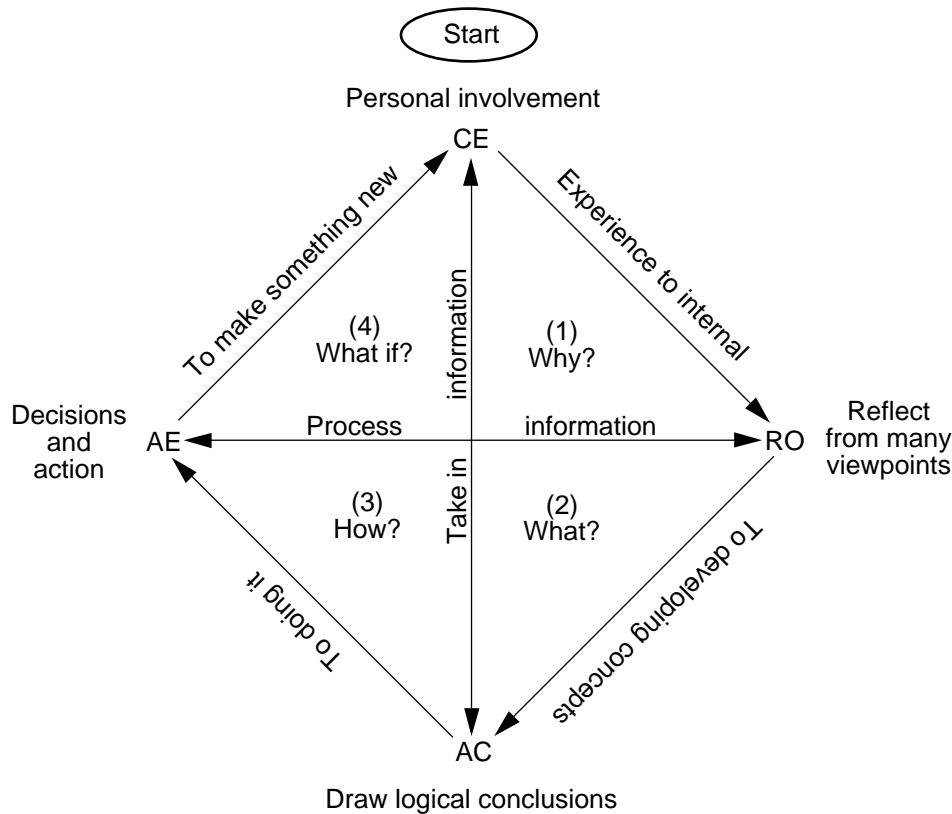 Start
Personal involvement
CE
To make something new
Experience to internal
(4)
What if?
information
(1)
Why?
Decisions
and
action
AE
Process
information
RO
Reflect
from many
viewpoints
(3)
How?
Take in
(2)
What?
To doing it
To developing concepts
AC
Draw logical conclusions